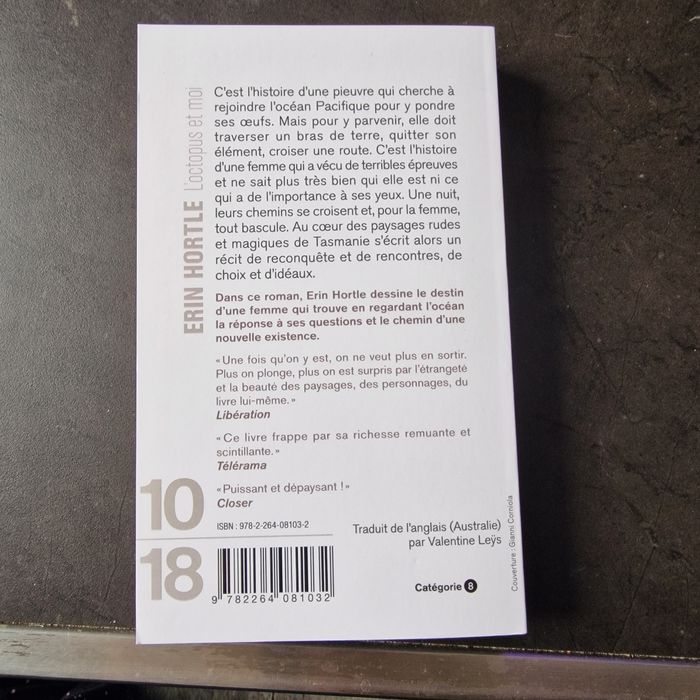 ERIN HORTLE L'octopus et moi
C'est l'histoire d'une pieuvre qui cherche à
rejoindre l'océan Pacifique pour y pondre
ses œufs. Mais pour y parvenir, elle doit
traverser un bras de terre, quitter son
élément, croiser une route. C'est l'histoire
d'une femme qui a vécu de terribles épreuves
et ne sait plus très bien qui elle est ni ce
qui a de l'importance à ses yeux. Une nuit,
leurs chemins se croisent et, pour la femme,
tout bascule. Au cœur des paysages rudes
et magiques de Tasmanie s'écrit alors un
récit de reconquête et de rencontres, de
choix et d'idéaux.
Dans ce roman, Erin Hortle dessine le destin
d'une femme qui trouve en regardant l'océan
la réponse à ses questions et le chemin d'une
nouvelle existence.
« Une fois qu'on y est, on ne veut plus en sortir.
Plus on plonge, plus on est surpris par l'étrangeté
et la beauté des paysages, des personnages, du
livre lui-même. »
Libération
« Ce livre frappe par sa richesse remuante et
scintillante. »
Télérama
« Puissant et dépaysant ! »
Closer
10
18
ISBN : 978-2-264-08103-2
9 782264 081032
Traduit de l'anglais (Australie)
par Valentine Leÿs
Catégorie 8
Couverture : Gianni Corniola